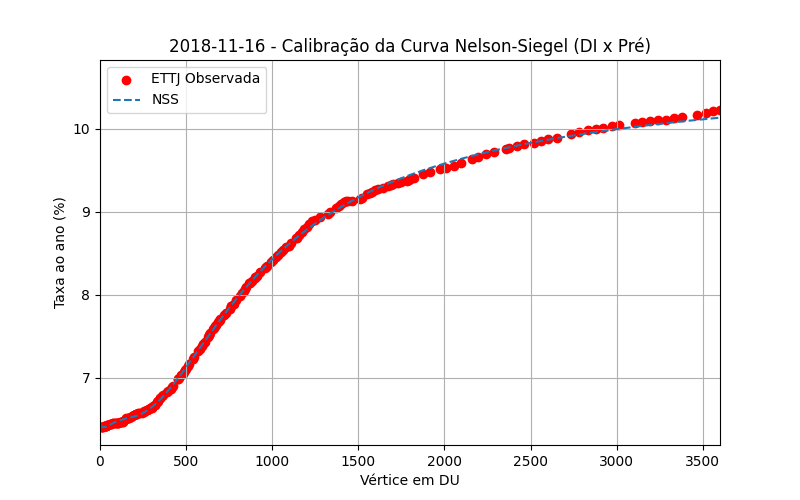 2018-11-16 - Calibração da Curva Nelson-Siegel (DI x Pré)
ETTJ Observada
NSS
Taxa ao ano (%)
10
9
8
7
0 500 1000 1500 2000 2500 3000 3500
Vértice em DU